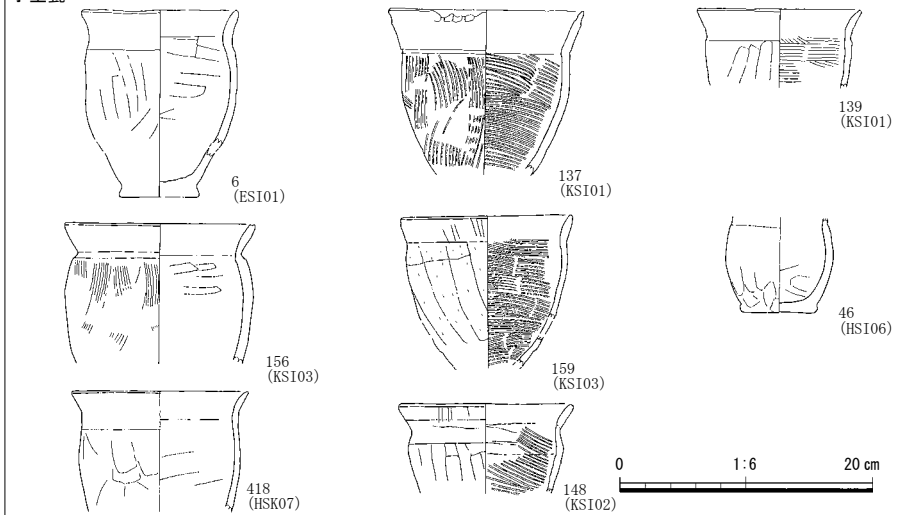 6
(ESI01)
137
(KSI01)
139
(KSI01)
156
(KSI03)
159
(KSI03)
46
(HSI06)
418
(HSK07)
148
(KSI02)
0 1:6 20 cm